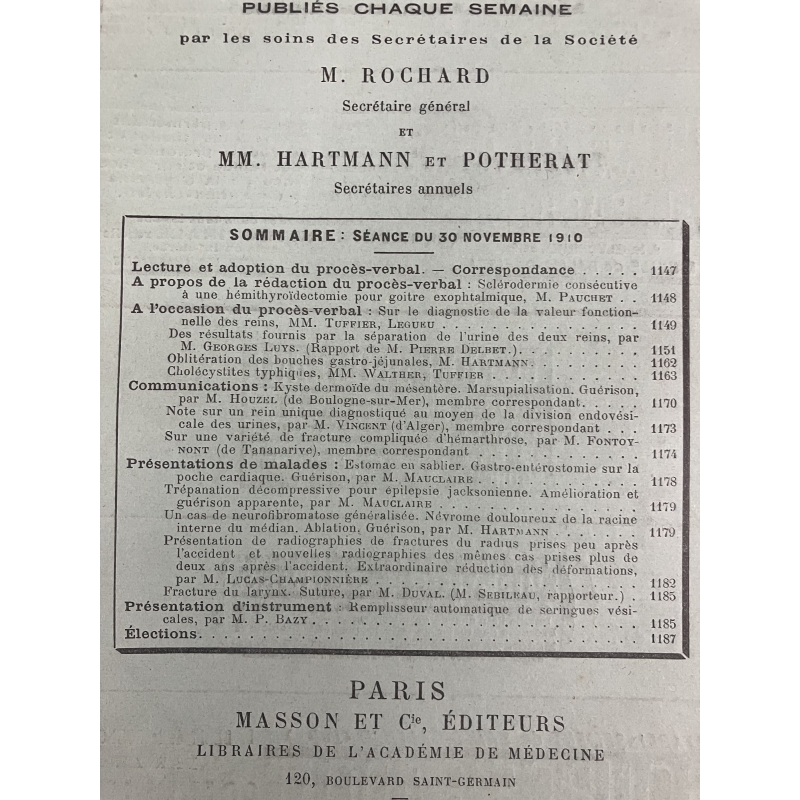 PUBLIÉS CHAQUE SEMAINE
par les soins des Secrétaires de la Société
M. ROCHARD
Secrétaire général
ET
MM. HARTMANN ET POTHERAT
Secrétaires annuels
SOMMAIRE : SÉANCE DU 30 NOVEMBRE 1910
Lecture et adoption du procès-verbal. — Correspondance . . . . . 1147
A propos de la rédaction du procès-verbal : Sclérodermie consécutive
à une hémithyroïdectomie pour goitre exophtalmique, M. PAUCHET . . 1148
A l'occasion du procès-verbal : Sur le diagnostic de la valeur fonction-
nelle des reins, MM. TUFFIER, LEGUEU . . . . . . . . . . . . . . . 1149
Des résultats fournis par la séparation de l'urine des deux reins, par
M. GEORGES LUYS. (Rapport de M. PIERRE DELBET.). . . . . . . . . 1151
Oblitération des bouches gastro-jéjunales, M. HARTMANN. . . . . . . 1162
Cholécystites typhiques, MM. WALTHER, TUFFIER . . . . . . . . . . . 1163
Communications : Kyste dermoïde du mésentère. Marsupialisation. Guérison,
par M. HOUZEL (de Boulogne-sur-Mer), membre correspondant. . . . . 1170
Note sur un rein unique diagnostiqué au moyen de la division endovési-
cale des urines, par M. VINCENT (d'Alger), membre correspondant . . . 1173
Sur une variété de fracture compliquée d'hémarthrose, par M. FONTOY-
NONT (de Tananarive), membre correspondant . . . . . . . . . . . . 1174
Présentations de malades : Estomac en sablier. Gastro-entérostomie sur la
poche cardiaque. Guérison, par M. MAUCLAIRE . . . . . . . . . . . . 1178
Trépanation décompressive pour épilepsie jacksonienne. Amélioration et
guérison apparente, par M. MAUCLAIRE . . . . . . . . . . . . . . . 1179
Un cas de neurofibromatose généralisée. Névrome douloureux de la racine
interne du médian. Ablation, Guérison, par M. HARTMANN . . . . . . . 1179
Présentation de radiographies de fractures du radius prises peu après
l'accident et nouvelles radiographies des mêmes cas prises plus de
deux ans après l'accident. Extraordinaire réduction des déformations,
par M. LUCAS-CHAMPIONNIÈRE . . . . . . . . . . . . . . . . . . . . 1182
Fracture du larynx. Suture, par M. DUVAL. (M. SEBILEAU, rapporteur.) . 1185
Présentation d'instrument : Remplisseur automatique de seringues vési-
cales, par M. P. BAZY. . . . . . . . . . . . . . . . . . . . . . . 1185
Élections. . . . . . . . . . . . . . . . . . . . . . . . . . . . . 1187
PARIS
MASSON ET Cie, ÉDITEURS
LIBRAIRES DE L'ACADÉMIE DE MÉDECINE
120, BOULEVARD SAINT-GERMAIN